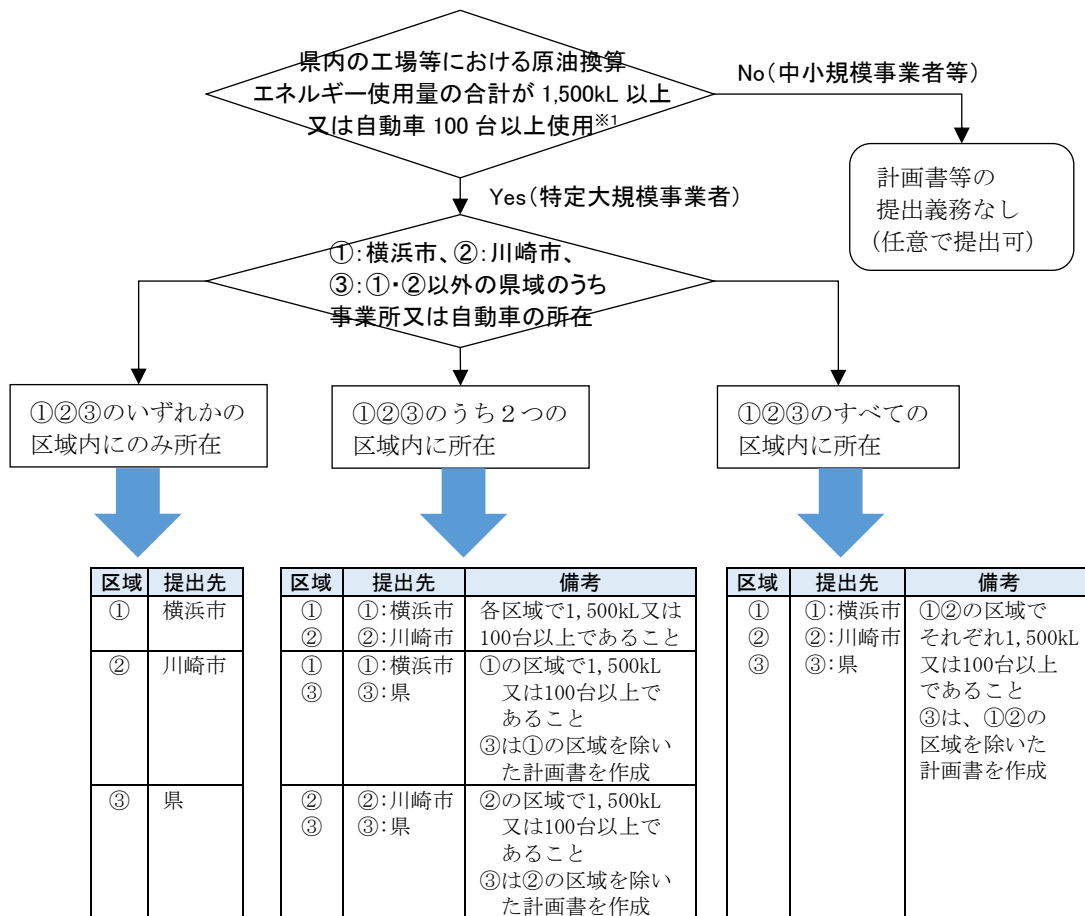 県内の工場等における原油換算
エネルギー使用量の合計が 1,500kL 以上
又は自動車 100 台以上使用※1
No（中小規模事業者等）
計画書等の
提出義務なし
（任意で提出可）
Yes（特定大規模事業者）
①：横浜市、②：川崎市、
③：①・②以外の県域のうち
事業所又は自動車の所在
①②③のいずれかの
区域内にのみ所在
①②③のうち２つの
区域内に所在
①②③のすべての
区域内に所在
区域 提出先
① 横浜市
② 川崎市
③ 県
区域 提出先 備考
① ①：横浜市 各区域で1,500kL又は
② ②：川崎市 100台以上であること
① ①：横浜市 ①の区域で1,500kL
③ ③：県 又は100台以上で
あること
③は①の区域を除い
た計画書を作成
② ②：川崎市 ②の区域で1,500kL
③ ③：県 又は100台以上で
あること
③は②の区域を除い
た計画書を作成
区域 提出先 備考
① ①：横浜市 ①②の区域で
② ②：川崎市 それぞれ1,500kL
③ ③：県 又は100台以上
であること
③は、①②の
区域を除いた
計画書を作成